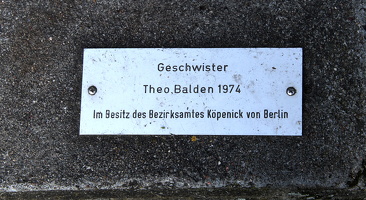 Geschwister
Theo.Balden 1974
Im Besitz des Bezirksamtes Köpenick von Berlin